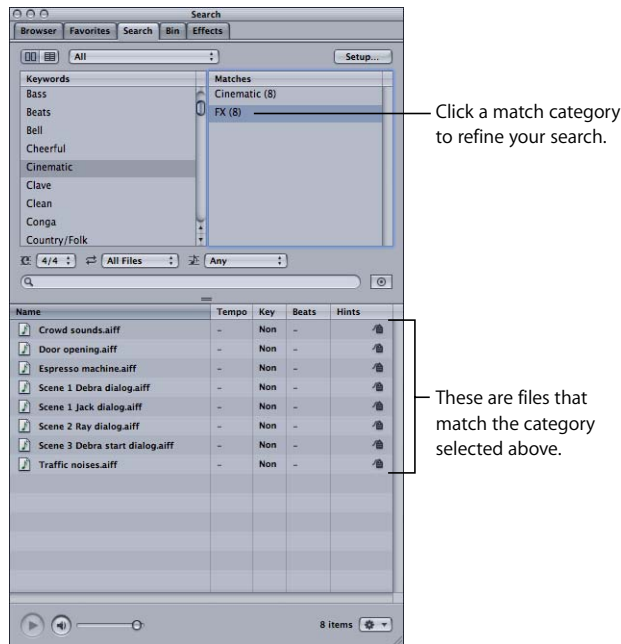 Search
Browser Favorites Search Bin Effects
All Setup...
Keywords Matches
Bass Cinematic (8)
Beats FX (8)
Bell
Cheerful
Cinematic
Clave
Clean
Conga
Country/Folk
Click a match category
to refine your search.
4/4 All Files Any
Name Tempo Key Beats Hints
Crowd sounds.aiff - Non -
Door opening.aiff - Non -
Espresso machine.aiff - Non -
Scene 1 Debra dialog.aiff - Non -
Scene 1 Jack dialog.aiff - Non -
Scene 2 Ray dialog.aiff - Non -
Scene 3 Debra start dialog.aiff - Non -
Traffic noises.aiff - Non -
These are files that
match the category
selected above.
8 items